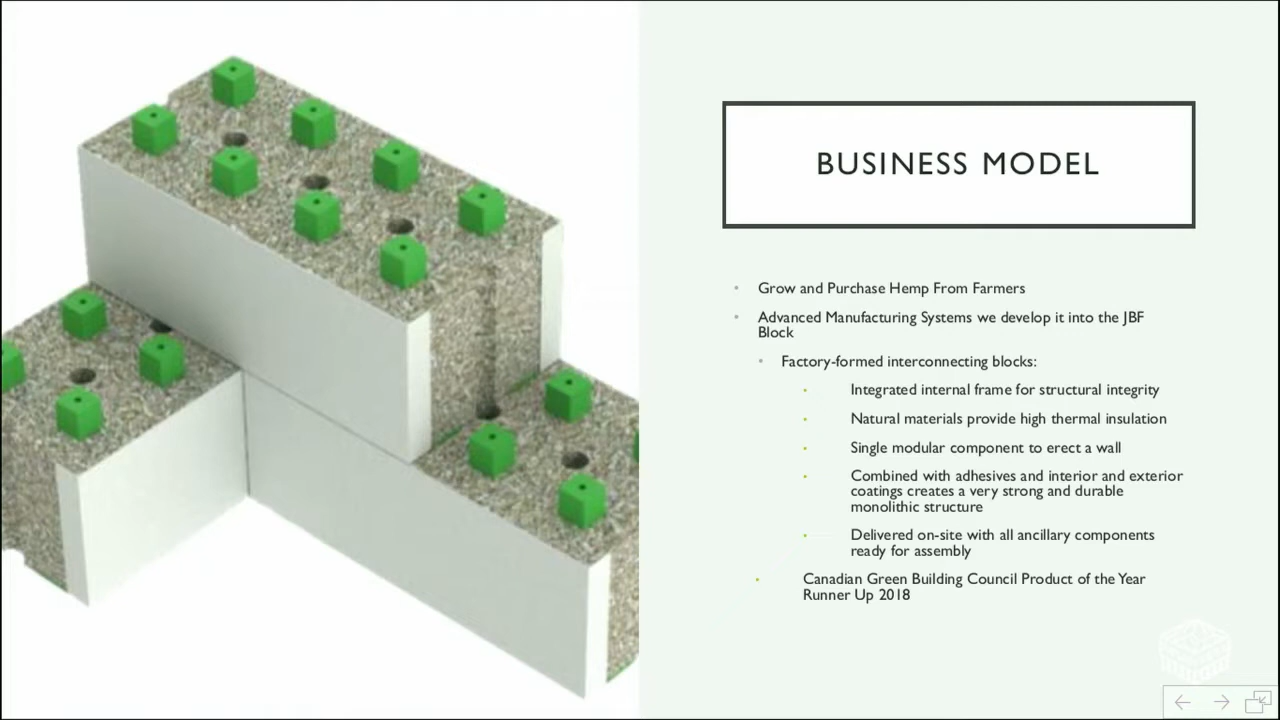 BUSINESS MODEL
• Grow and Purchase Hemp From Farmers
• Advanced Manufacturing Systems we develop it into the JBF
Block
• Factory-formed interconnecting blocks:
• Integrated internal frame for structural integrity
• Natural materials provide high thermal insulation
• Single modular component to erect a wall
• Combined with adhesives and interior and exterior
coatings creates a very strong and durable
monolithic structure
• Delivered on-site with all ancillary components
ready for assembly
• Canadian Green Building Council Product of the Year
Runner Up 2018